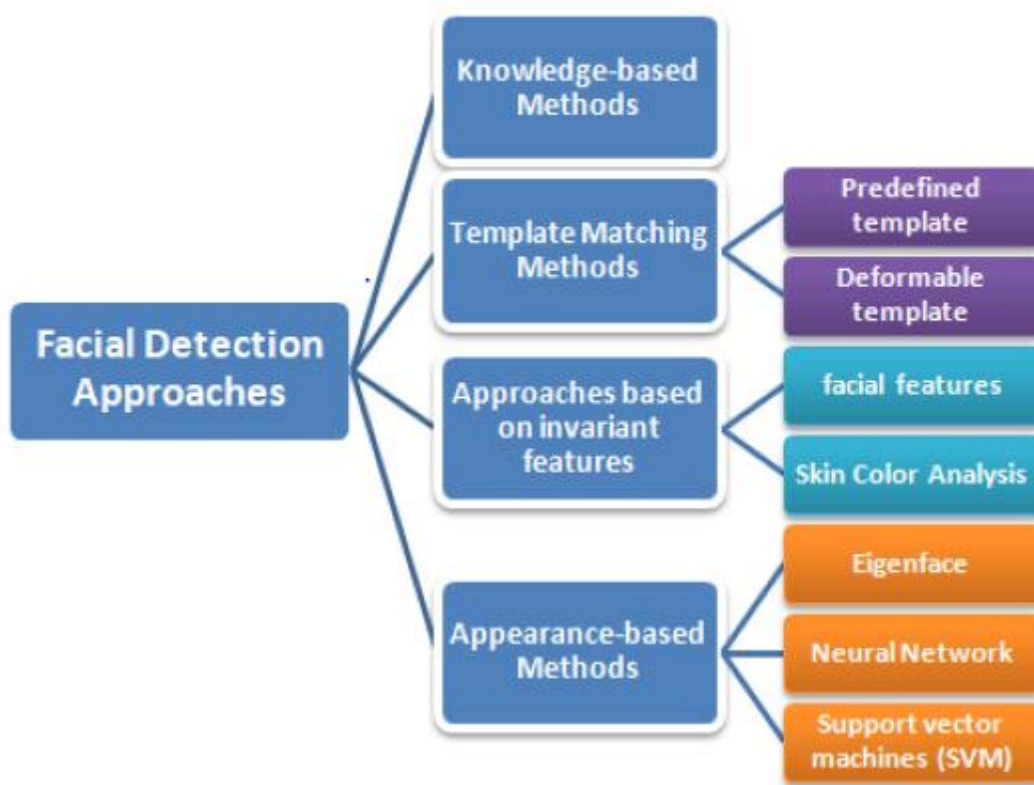 Facial Detection
Approaches
Knowledge-based
Methods
Template Matching
Methods
Predefined
template
Deformable
template
Approaches based
on invariant
features
facial features
Skin Color Analysis
Appearance-based
Methods
Eigenface
Neural Network
Support vector
machines (SVM)